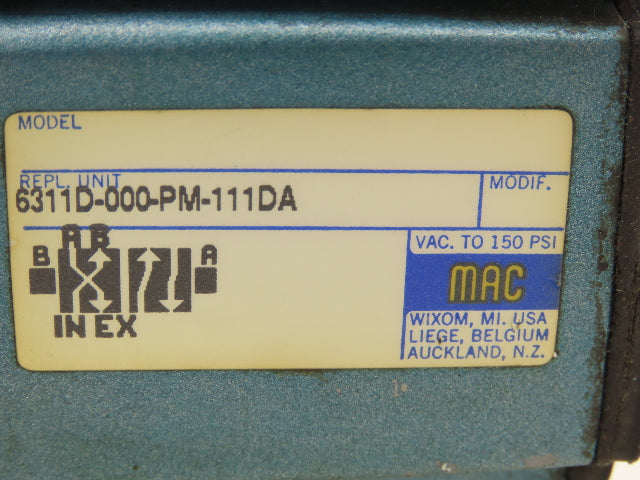 MODEL
REPL. UNIT
MODIF.
6311D-000-PM-111DA
A B
B
A
IN EX
VAC. TO 150 PSI
MAC
WIXOM, MI. USA
LIEGE, BELGIUM
AUCKLAND, N.Z.